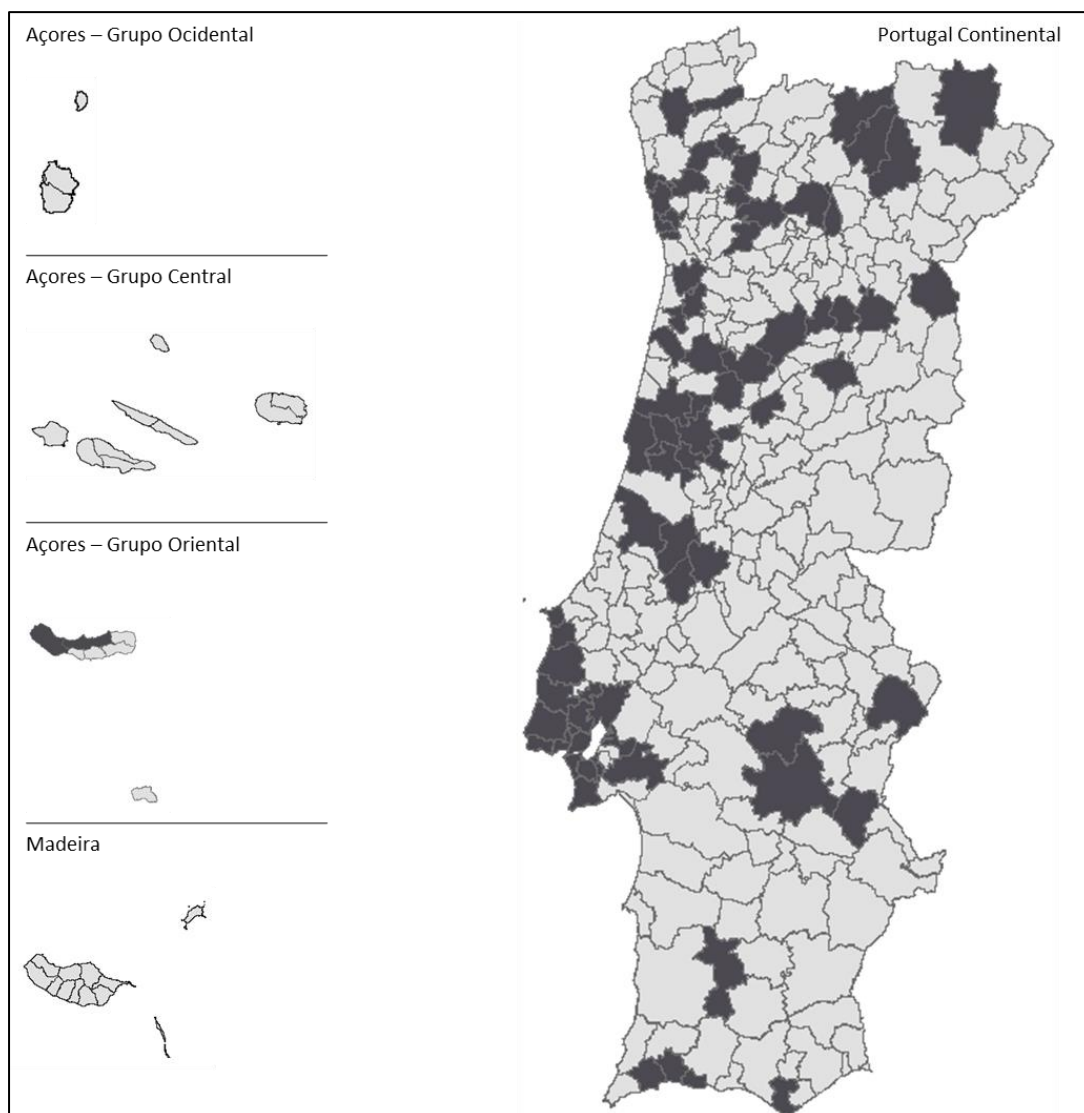 Açores – Grupo Ocidental
Portugal Continental
Açores – Grupo Central
Açores – Grupo Oriental
Madeira